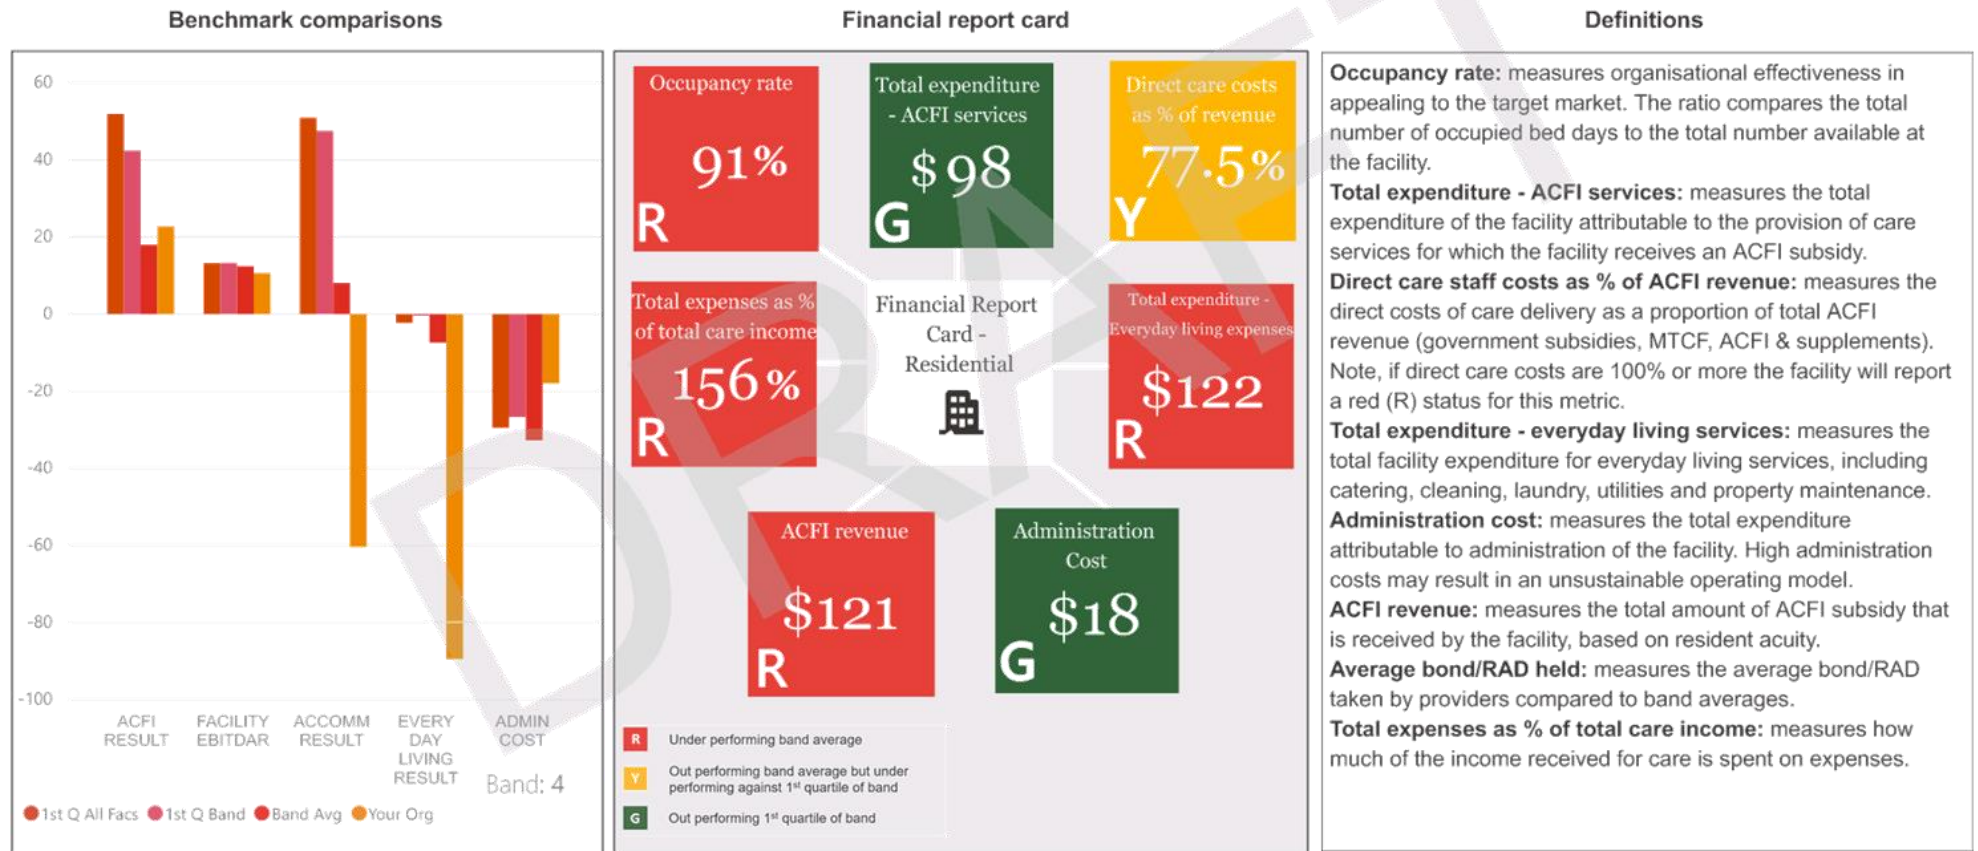 Benchmark comparisons
60
40
20
0
-20
-40
-60
-80
-100
ACFI
RESULT
FACILITY
EBITDAR
ACCOMM
RESULT
EVERY
DAY
LIVING
RESULT
ADMIN
COST
Band: 4
1st Q All Facs 1st Q Band Band Avg Your Org
Financial report card
Occupancy rate
91%
R
Total expenditure
- ACFI services
$98
G
Direct care costs
as % of revenue
77.5%
Y
Total expenses as %
of total care income
156%
R
Financial Report
Card -
Residential
Total expenditure -
Everyday living expenses
$122
R
ACFI revenue
$121
R
Administration
Cost
$18
G
R Under performing band average
Y Out performing band average but under
performing against 1st quartile of band
G Out performing 1st quartile of band
Definitions
Occupancy rate: measures organisational effectiveness in
appealing to the target market. The ratio compares the total
number of occupied bed days to the total number available at
the facility.
Total expenditure - ACFI services: measures the total
expenditure of the facility attributable to the provision of care
services for which the facility receives an ACFI subsidy.
Direct care staff costs as % of ACFI revenue: measures the
direct costs of care delivery as a proportion of total ACFI
revenue (government subsidies, MTCF, ACFI & supplements).
Note, if direct care costs are 100% or more the facility will report
a red (R) status for this metric.
Total expenditure - everyday living services: measures the
total facility expenditure for everyday living services, including
catering, cleaning, laundry, utilities and property maintenance.
Administration cost: measures the total expenditure
attributable to administration of the facility. High administration
costs may result in an unsustainable operating model.
ACFI revenue: measures the total amount of ACFI subsidy that
is received by the facility, based on resident acuity.
Average bond/RAD held: measures the average bond/RAD
taken by providers compared to band averages.
Total expenses as % of total care income: measures how
much of the income received for care is spent on expenses.
DRAFT